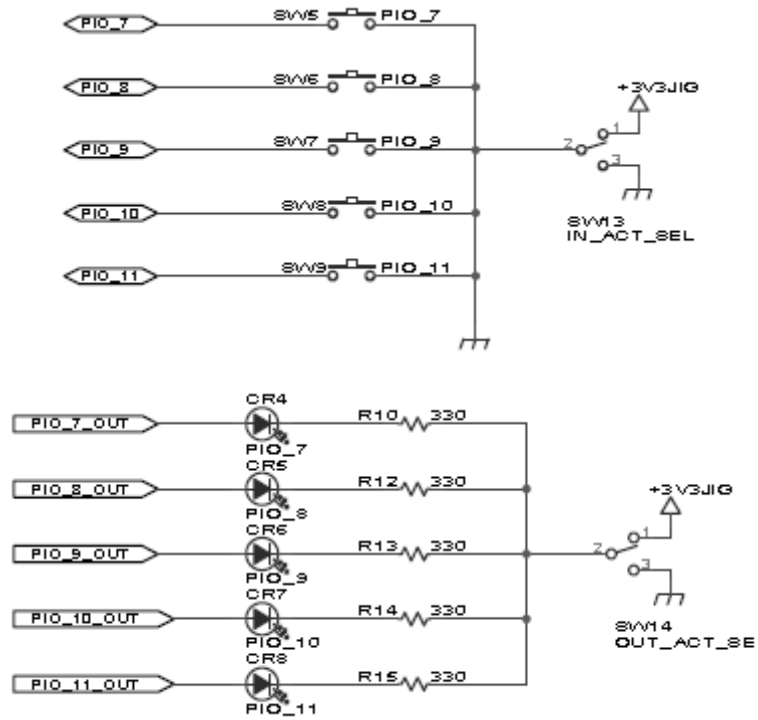 PIO_7 SW5 PIO_7
PIO_8 SW6 PIO_8
+3V3JIG
PIO_9 SW7 PIO_9 2 1
3
PIO_10 SW8 PIO_10
SW13
IN_ACT_SEL
PIO_11 SW9 PIO_11
CR4
PIO_7_OUT R10 330
PIO_7
CR5
PIO_8_OUT R12 330
+3V3JIG
PIO_8
CR6
1
PIO_9_OUT R13 330 2
3
PIO_9
CR7
PIO_10_OUT R14 330
SW14
PIO_10
OUT_ACT_SE
CR8
PIO_11_OUT R15 330
PIO_11